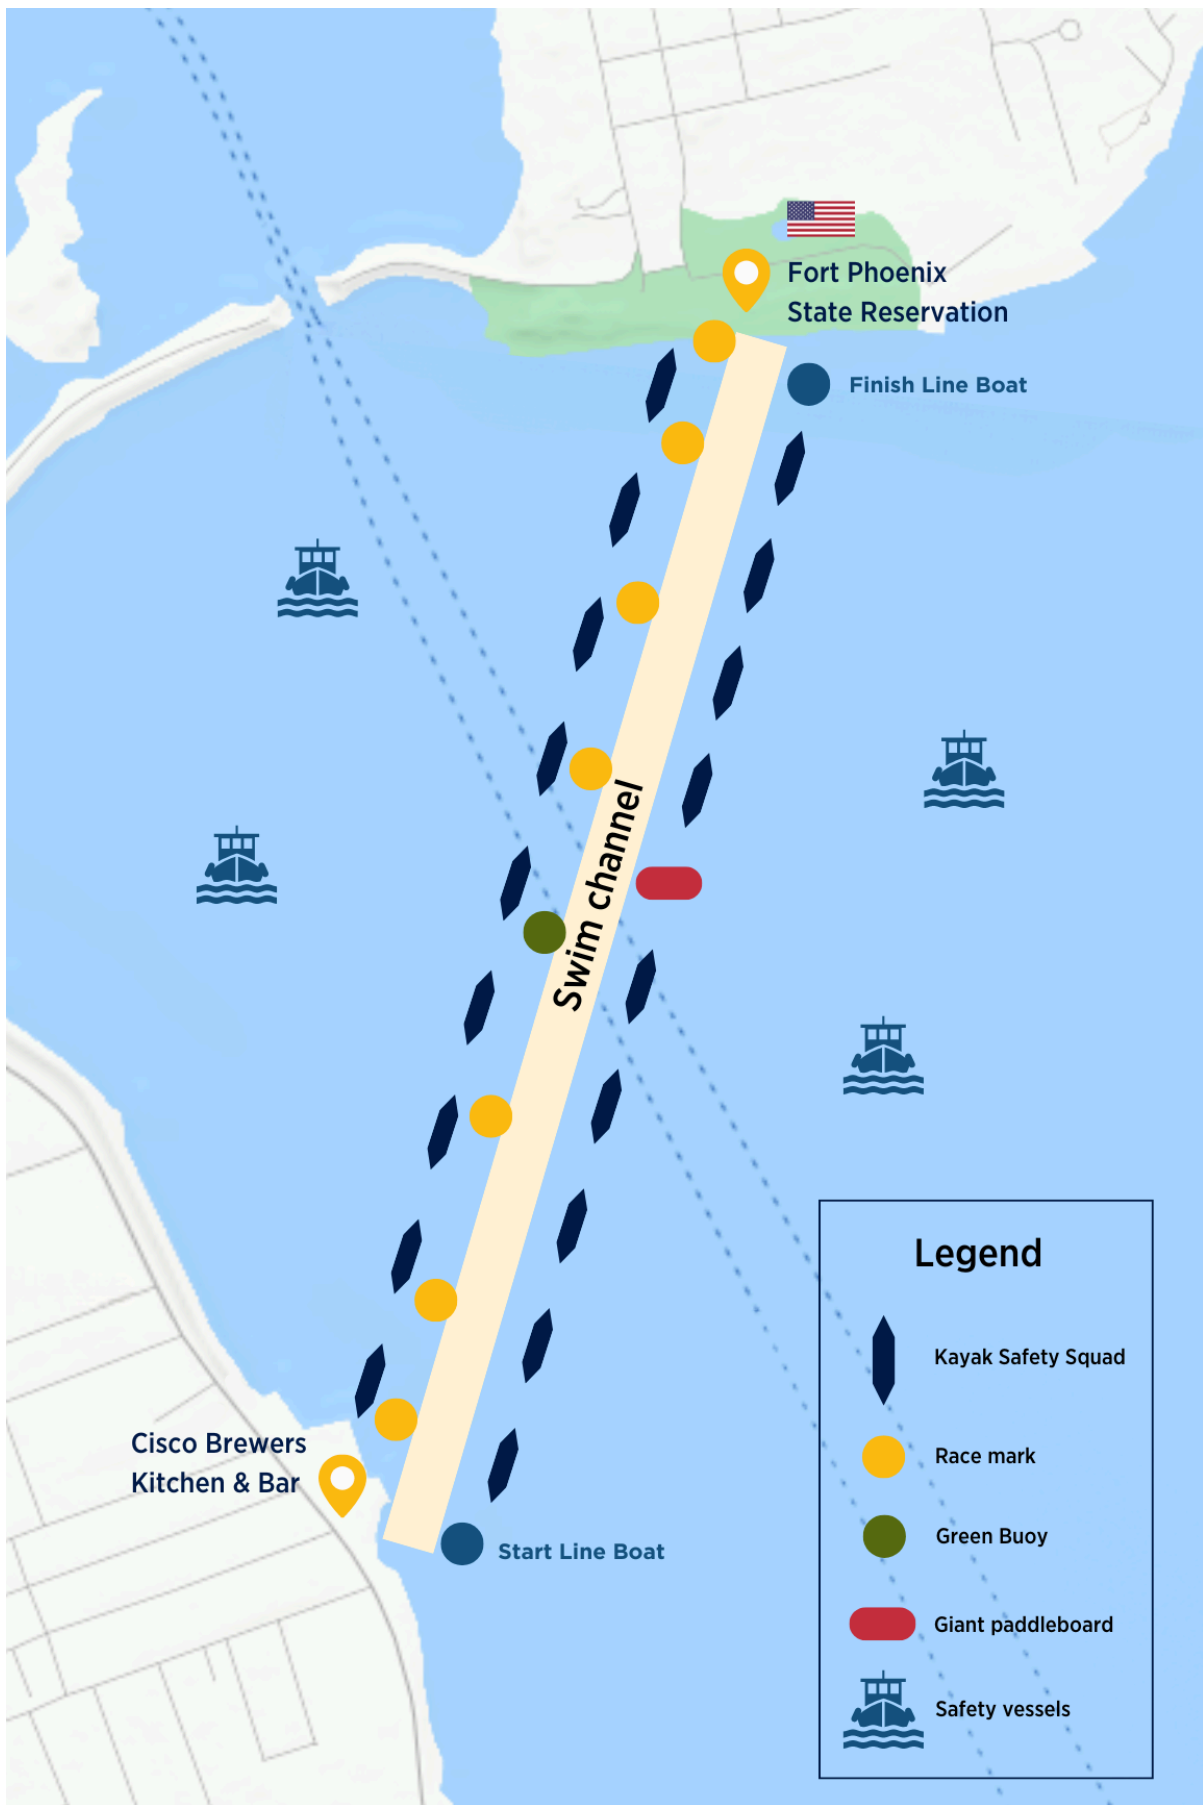 Fort Phoenix
State Reservation
Finish Line Boat
Swim channel
Cisco Brewers
Kitchen & Bar
Start Line Boat
Legend
Kayak Safety Squad
Race mark
Green Buoy
Giant paddleboard
Safety vessels